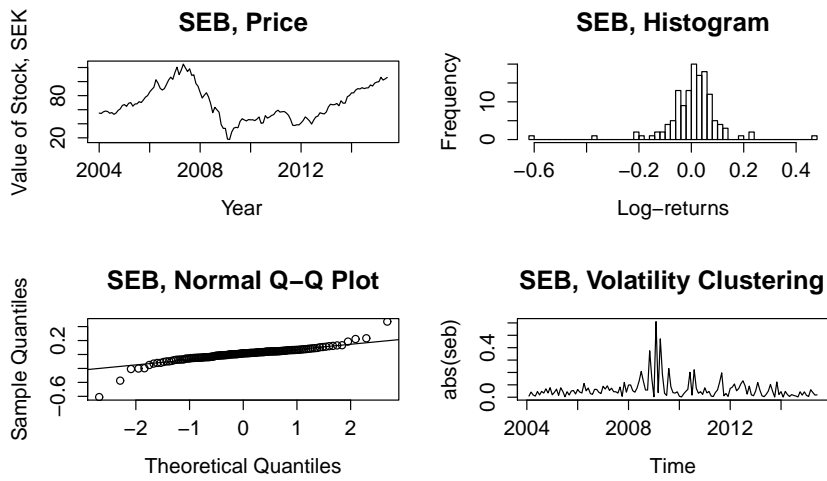 SEB, Price
Value of Stock, SEK
20 80
2004 2008 2012
Year
SEB, Histogram
Frequency
0 10
−0.6 −0.2 0.0 0.2 0.4
Log−returns
SEB, Normal Q−Q Plot
Sample Quantiles
−0.6 0.2
−2 −1 0 1 2
Theoretical Quantiles
SEB, Volatility Clustering
abs(seb)
0.0 0.4
2004 2008 2012
Time